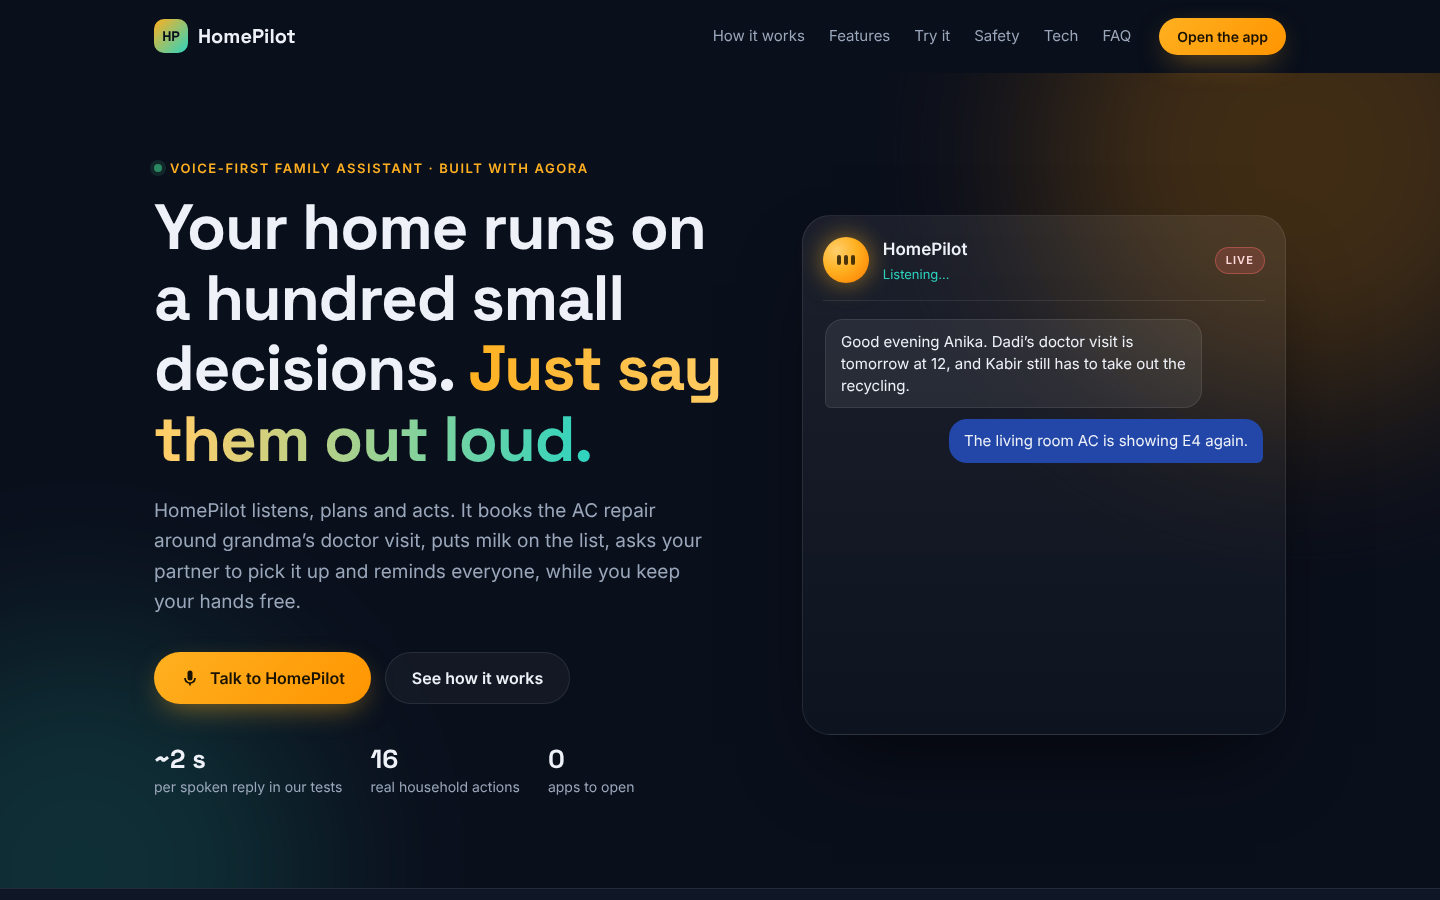 HP HomePilot
How it works Features Try it Safety Tech FAQ Open the app
VOICE-FIRST FAMILY ASSISTANT · BUILT WITH AGORA
Your home runs on
a hundred small
decisions. Just say
them out loud.
HomePilot listens, plans and acts. It books the AC repair
around grandma’s doctor visit, puts milk on the list, asks your
partner to pick it up and reminds everyone, while you keep
your hands free.
Talk to HomePilot
See how it works
~2 s
per spoken reply in our tests
16
real household actions
0
apps to open
HomePilot
Listening...
LIVE
Good evening Anika. Dadi’s doctor visit is
tomorrow at 12, and Kabir still has to take out the
recycling.
The living room AC is showing E4 again.